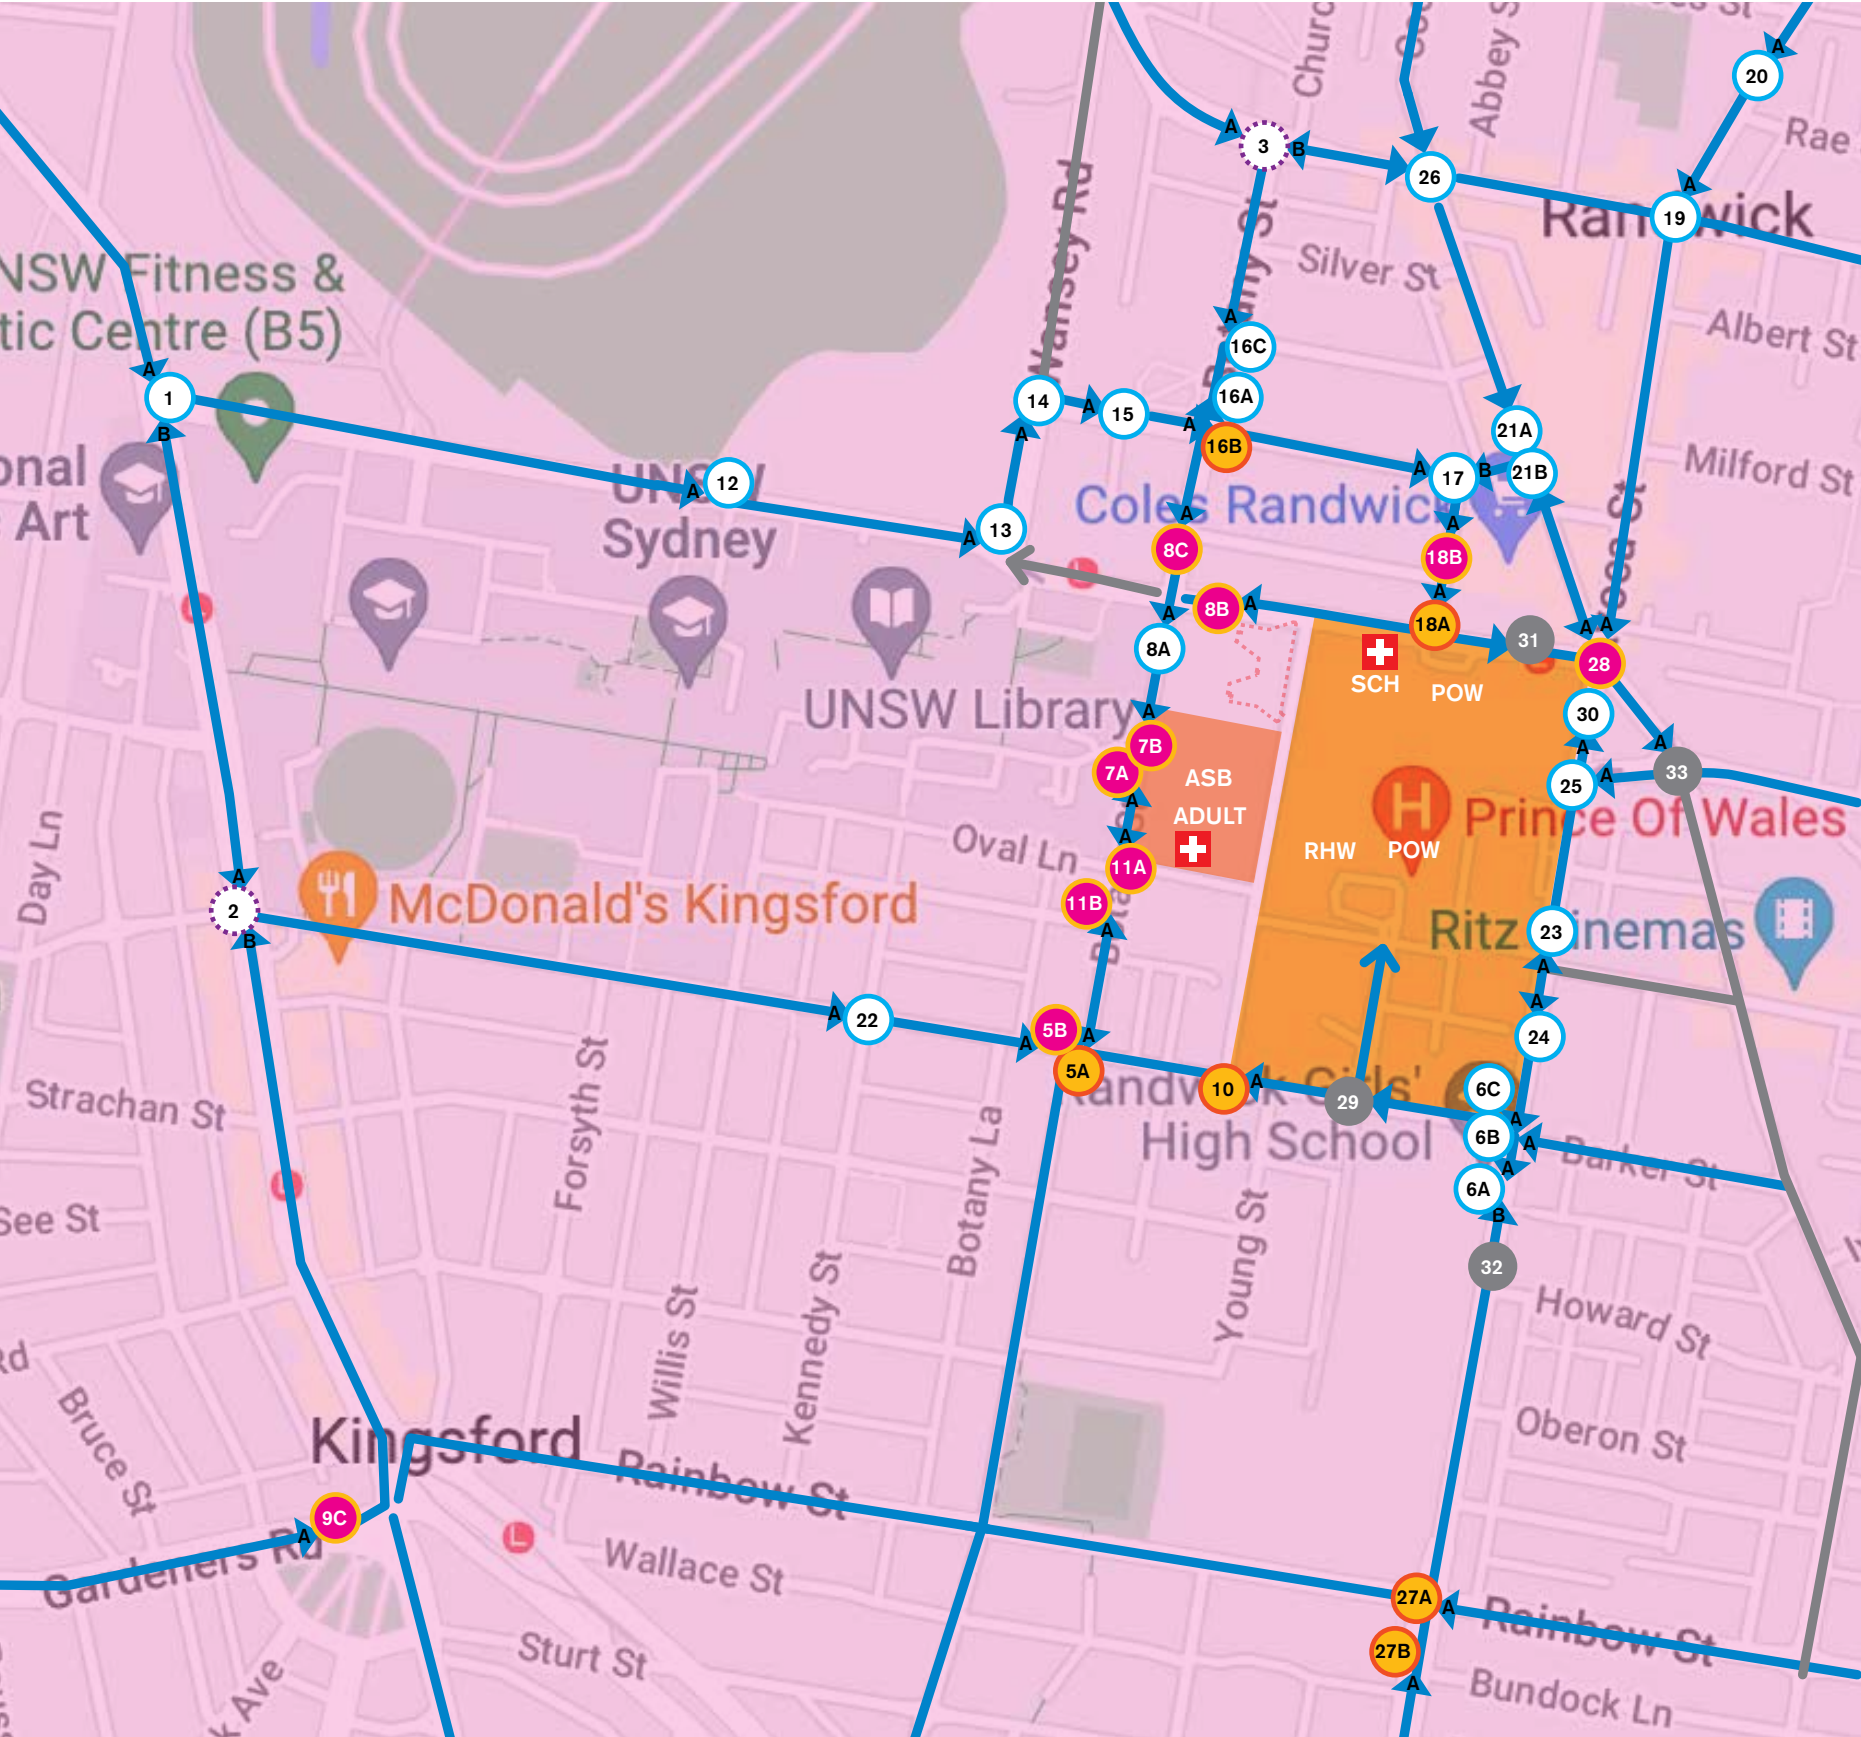 Rae
A
20
A
3
B
26
A
19
Randwick
Wansey Rd
Abbey S
Silver St
Albert St
NSW Fitness &
tic Centre (B5)
A
1
B
A
16C
16A
14
A
15
A
16B
A
A
17
B
21A
21B
Milford St
onal
Art
UNSW
Sydney
A
12
A
13
Coles Randwick
A
8C
A
18B
A
L
A
8B
A
18A
31
A
A
28
8A
SCH
POW
UNSW Library
A
7B
7A
A
A
ASB
ADULT
30
A
25
A
A
33
Oval Ln
11A
11B
A
RHW
POW
H
Prince Of Wales
Day Ln
A
2
B
McDonald's Kingsford
Ritz Cinemas
23
A
A
24
A
22
A
5B
A
5A
10
A
29
Randwick Girls'
High School
6C
A
6B
A
A
6A
B
32
Barker St
Strachan St
Forsyth St
Botany La
Young St
See St
Howard St
Rd
Bruce St
Willis St
Kennedy St
Oberon St
Kingsford
Rainbow St
9C
A
Gardeners Rd
L
Wallace St
27A
A
Rainbow St
27B
A
Sturt St
k Ave
Bundock Ln